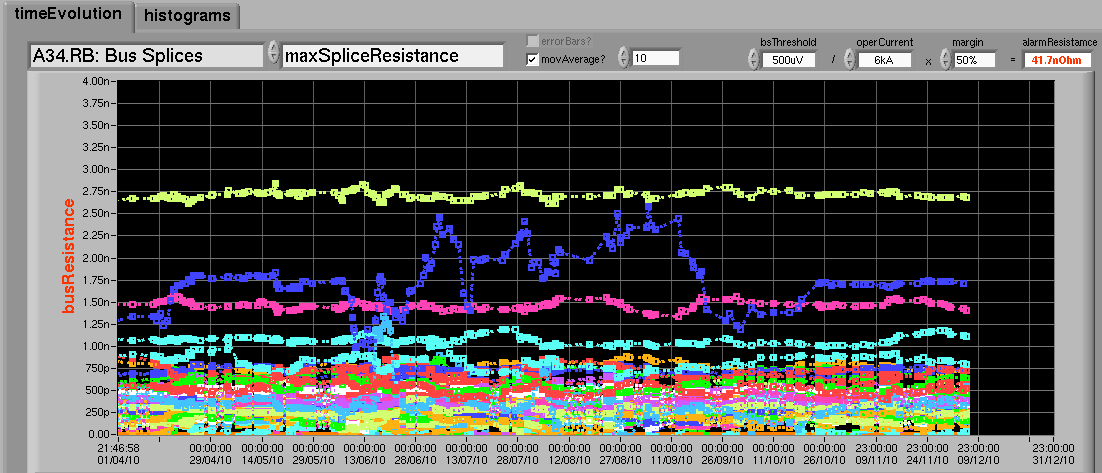 timeEvolution histograms
A34.RB: Bus Splices maxSpliceResistance
errorBars?
movAverage? 10
bsThreshold operCurrent margin alarmResistance
500uV / 6kA x 50% = 41.7nOhm
busResistance
4.00n
3.75n
3.50n
3.25n
3.00n
2.75n
2.50n
2.25n
2.00n
1.75n
1.50n
1.25n
1.00n
750p
500p
250p
0.00
21:46:58 00:00:00 00:00:00 00:00:00 00:00:00 00:00:00 00:00:00 00:00:00 00:00:00 00:00:00 00:00:00 00:00:00 00:00:00 00:00:00 23:00:00 23:00:00 23:00:00 23:00:00
01/04/10 29/04/10 14/05/10 29/05/10 13/06/10 28/06/10 13/07/10 28/07/10 12/08/10 27/08/10 11/09/10 26/09/10 11/10/10 26/10/10 09/11/10 24/11/10 09/12/10 31/12/10